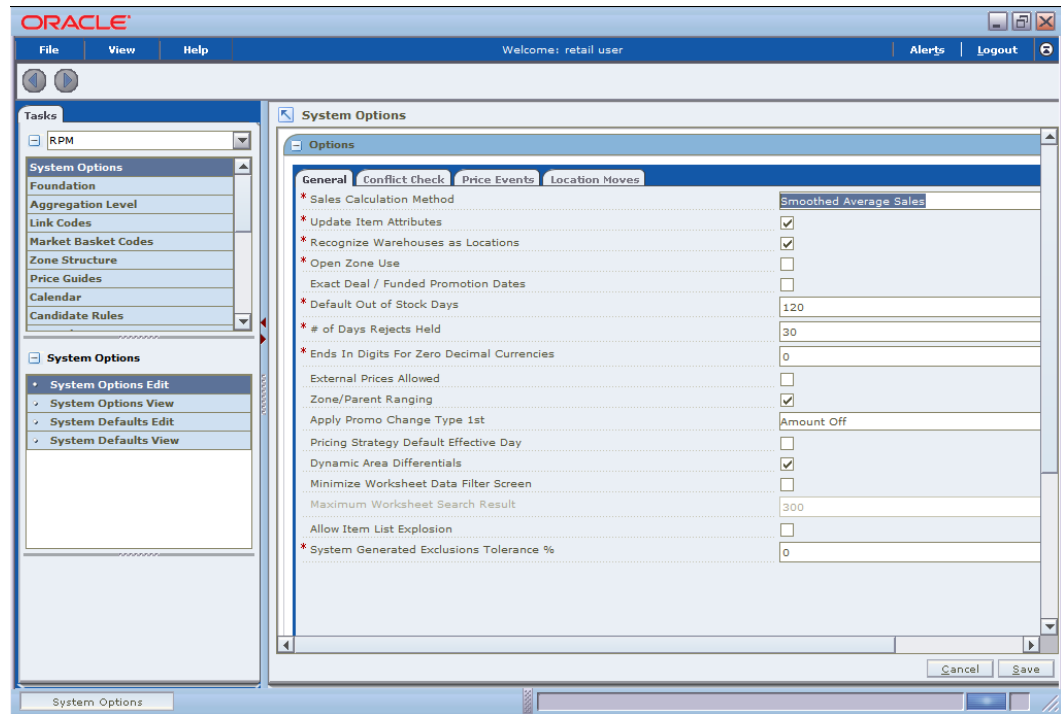 ORACLE
File View Help Welcome: retail user Alerts Logout
Tasks
RPM
System Options
Foundation
Aggregation Level
Link Codes
Market Basket Codes
Zone Structure
Price Guides
Calendar
Candidate Rules
System Options
System Options Edit
System Options View
System Defaults Edit
System Defaults View
System Options
Options
General Conflict Check Price Events Location Moves
* Sales Calculation Method Smoothed Average Sales
* Update Item Attributes
* Recognize Warehouses as Locations
* Open Zone Use
Exact Deal / Funded Promotion Dates
* Default Out of Stock Days 120
* # of Days Rejects Held 30
* Ends In Digits For Zero Decimal Currencies 0
External Prices Allowed
Zone/Parent Ranging
Apply Promo Change Type 1st Amount Off
Pricing Strategy Default Effective Day
Dynamic Area Differentials
Minimize Worksheet Data Filter Screen
Maximum Worksheet Search Result 300
Allow Item List Explosion
* System Generated Exclusions Tolerance % 0
Cancel Save
System Options